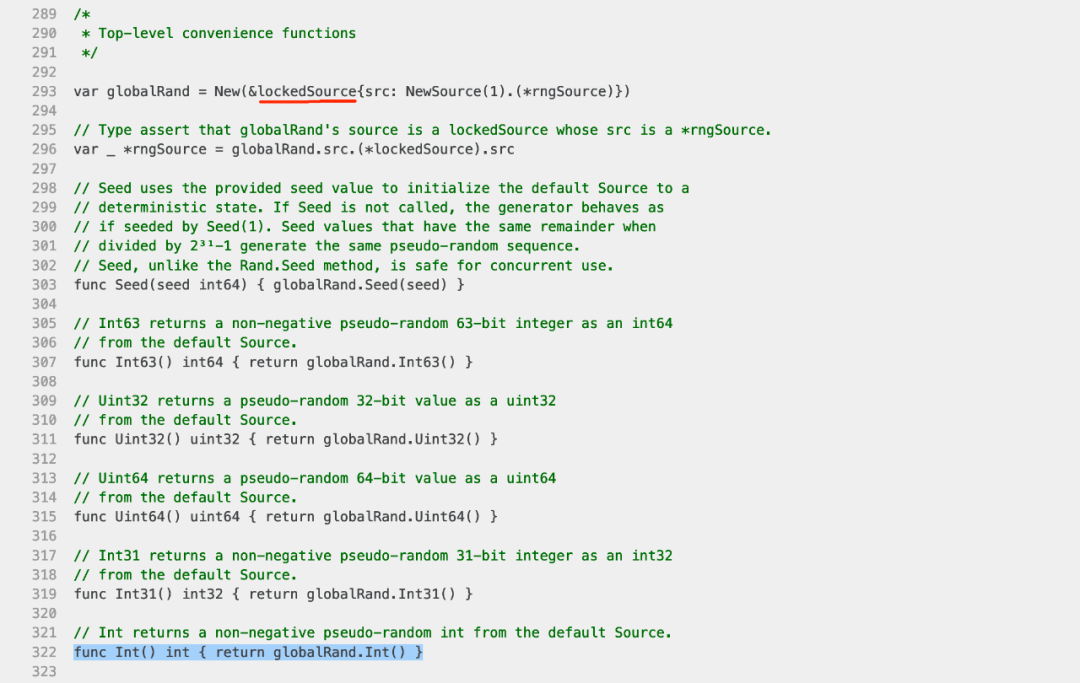 289 /*
290  * Top-level convenience functions
291  */
292
293 var globalRand = New(&lockedSource{src: NewSource(1).(*rngSource)})
294
295 // Type assert that globalRand's source is a lockedSource whose src is a *rngSource.
296 var _ *rngSource = globalRand.src.(*lockedSource).src
297
298 // Seed uses the provided seed value to initialize the default Source to a
299 // deterministic state. If Seed is not called, the generator behaves as
300 // if seeded by Seed(1). Seed values that have the same remainder when
301 // divided by 2³¹-1 generate the same pseudo-random sequence.
302 // Seed, unlike the Rand.Seed method, is safe for concurrent use.
303 func Seed(seed int64) { globalRand.Seed(seed) }
304
305 // Int63 returns a non-negative pseudo-random 63-bit integer as an int64
306 // from the default Source.
307 func Int63() int64 { return globalRand.Int63() }
308
309 // Uint32 returns a pseudo-random 32-bit value as a uint32
310 // from the default Source.
311 func Uint32() uint32 { return globalRand.Uint32() }
312
313 // Uint64 returns a pseudo-random 64-bit value as a uint64
314 // from the default Source.
315 func Uint64() uint64 { return globalRand.Uint64() }
316
317 // Int31 returns a non-negative pseudo-random 31-bit integer as an int32
318 // from the default Source.
319 func Int31() int32 { return globalRand.Int31() }
320
321 // Int returns a non-negative pseudo-random int from the default Source.
322 func Int() int { return globalRand.Int() }
323